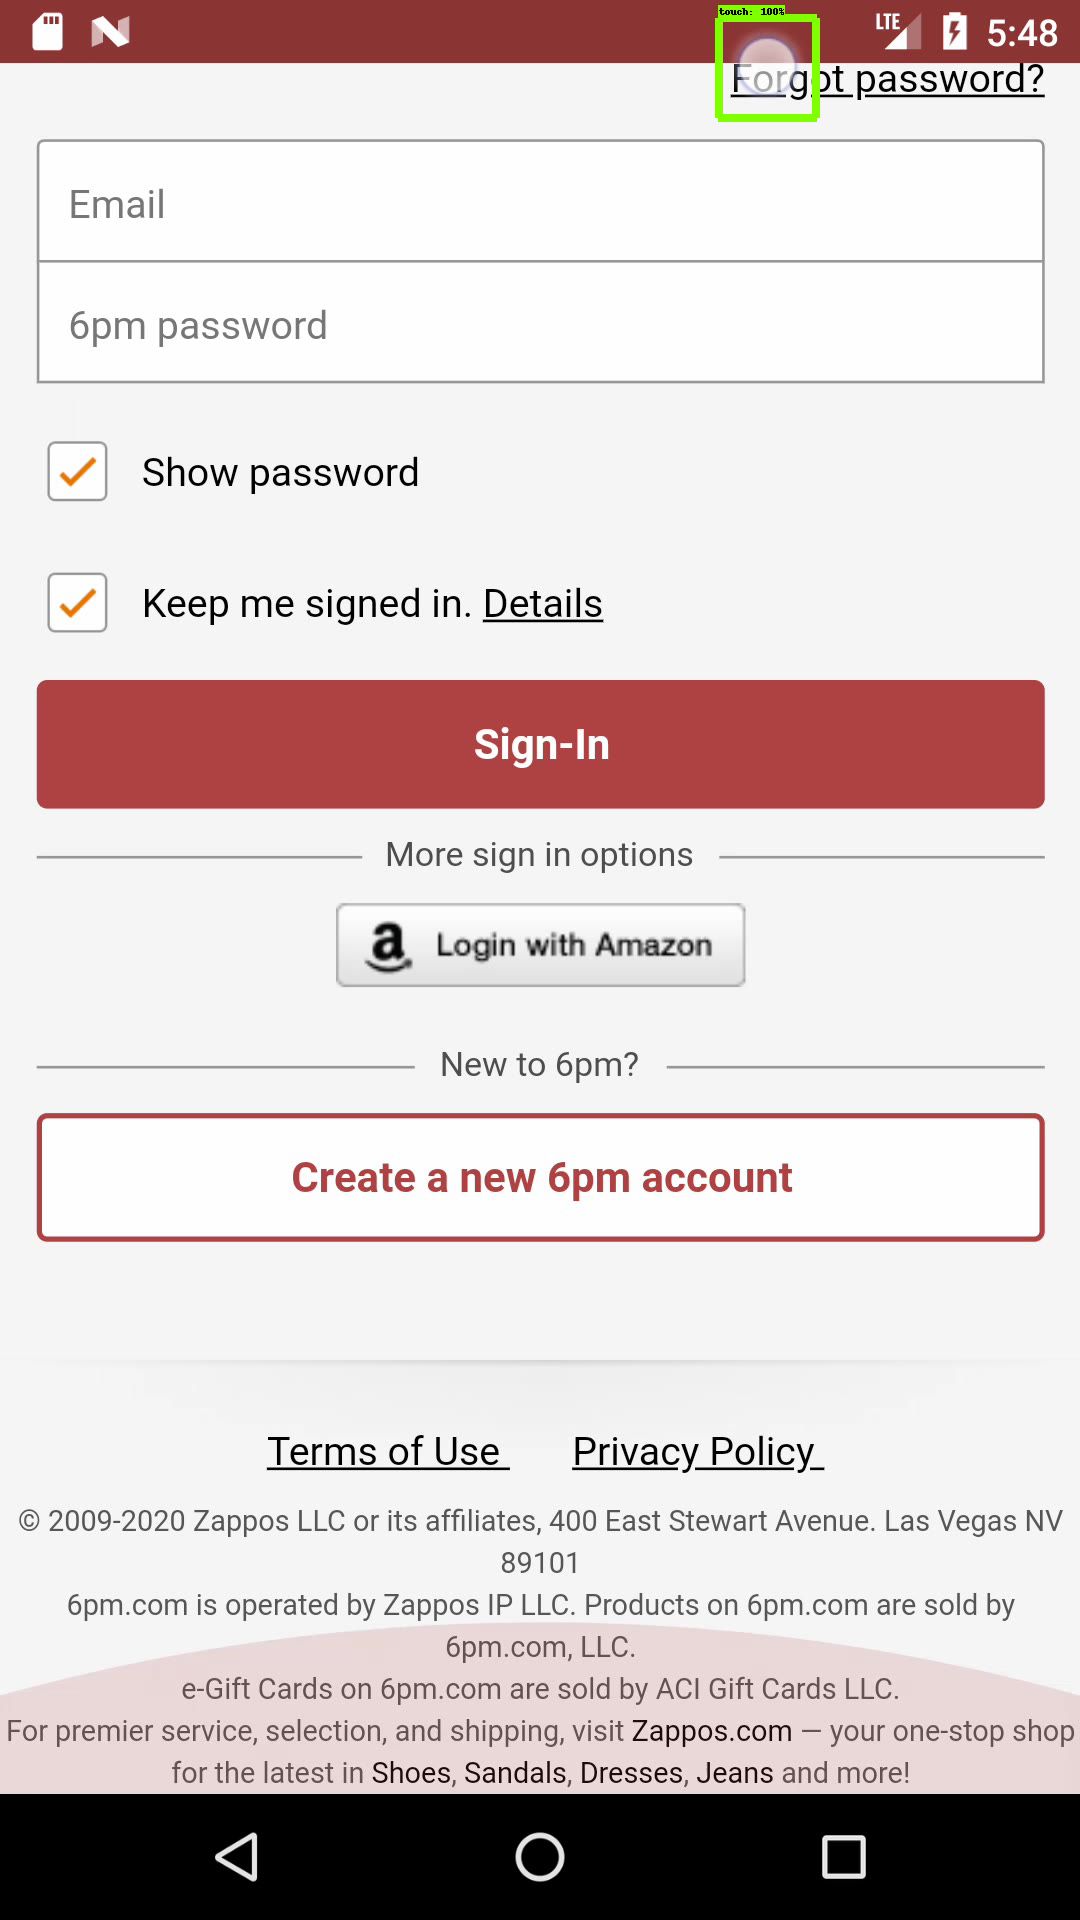 touch: 100%
LTE 5:48
Forgot password?
Email
6pm password
Show password
Keep me signed in. Details
Sign-In
More sign in options
a Login with Amazon
New to 6pm?
Create a new 6pm account
Terms of Use Privacy Policy
© 2009-2020 Zappos LLC or its affiliates, 400 East Stewart Avenue. Las Vegas NV
89101
6pm.com is operated by Zappos IP LLC. Products on 6pm.com are sold by
6pm.com, LLC.
e-Gift Cards on 6pm.com are sold by ACI Gift Cards LLC.
For premier service, selection, and shipping, visit Zappos.com — your one-stop shop
for the latest in Shoes, Sandals, Dresses, Jeans and more!